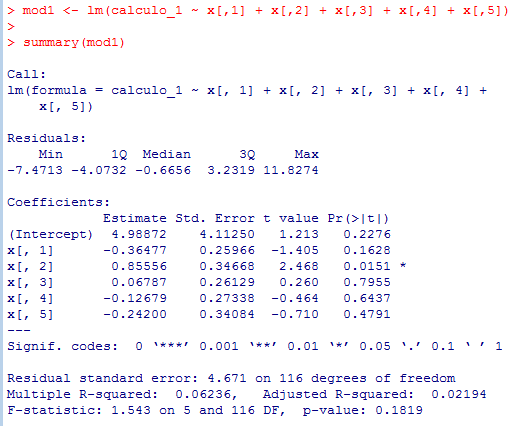 > mod1 <- lm(calculo_1 ~ x[,1] + x[,2] + x[,3] + x[,4] + x[,5])
>
> summary(mod1)
Call:
lm(formula = calculo_1 ~ x[, 1] + x[, 2] + x[, 3] + x[, 4] +
    x[, 5])
Residuals:
    Min      1Q  Median      3Q     Max
-7.4713 -4.0732 -0.6656  3.2319 11.8274
Coefficients:
            Estimate Std. Error t value Pr(>|t|)
(Intercept)  4.98872    4.11250   1.213   0.2276
x[, 1]      -0.36477    0.25966  -1.405   0.1628
x[, 2]       0.85556    0.34668   2.468   0.0151 *
x[, 3]       0.06787    0.26129   0.260   0.7955
x[, 4]      -0.12679    0.27338  -0.464   0.6437
x[, 5]      -0.24200    0.34084  -0.710   0.4791
---
Signif. codes:  0 ‘***’ 0.001 ‘**’ 0.01 ‘*’ 0.05 ‘.’ 0.1 ‘ ’ 1
Residual standard error: 4.671 on 116 degrees of freedom
Multiple R-squared:  0.06236,   Adjusted R-squared:  0.02194
F-statistic: 1.543 on 5 and 116 DF,  p-value: 0.1819